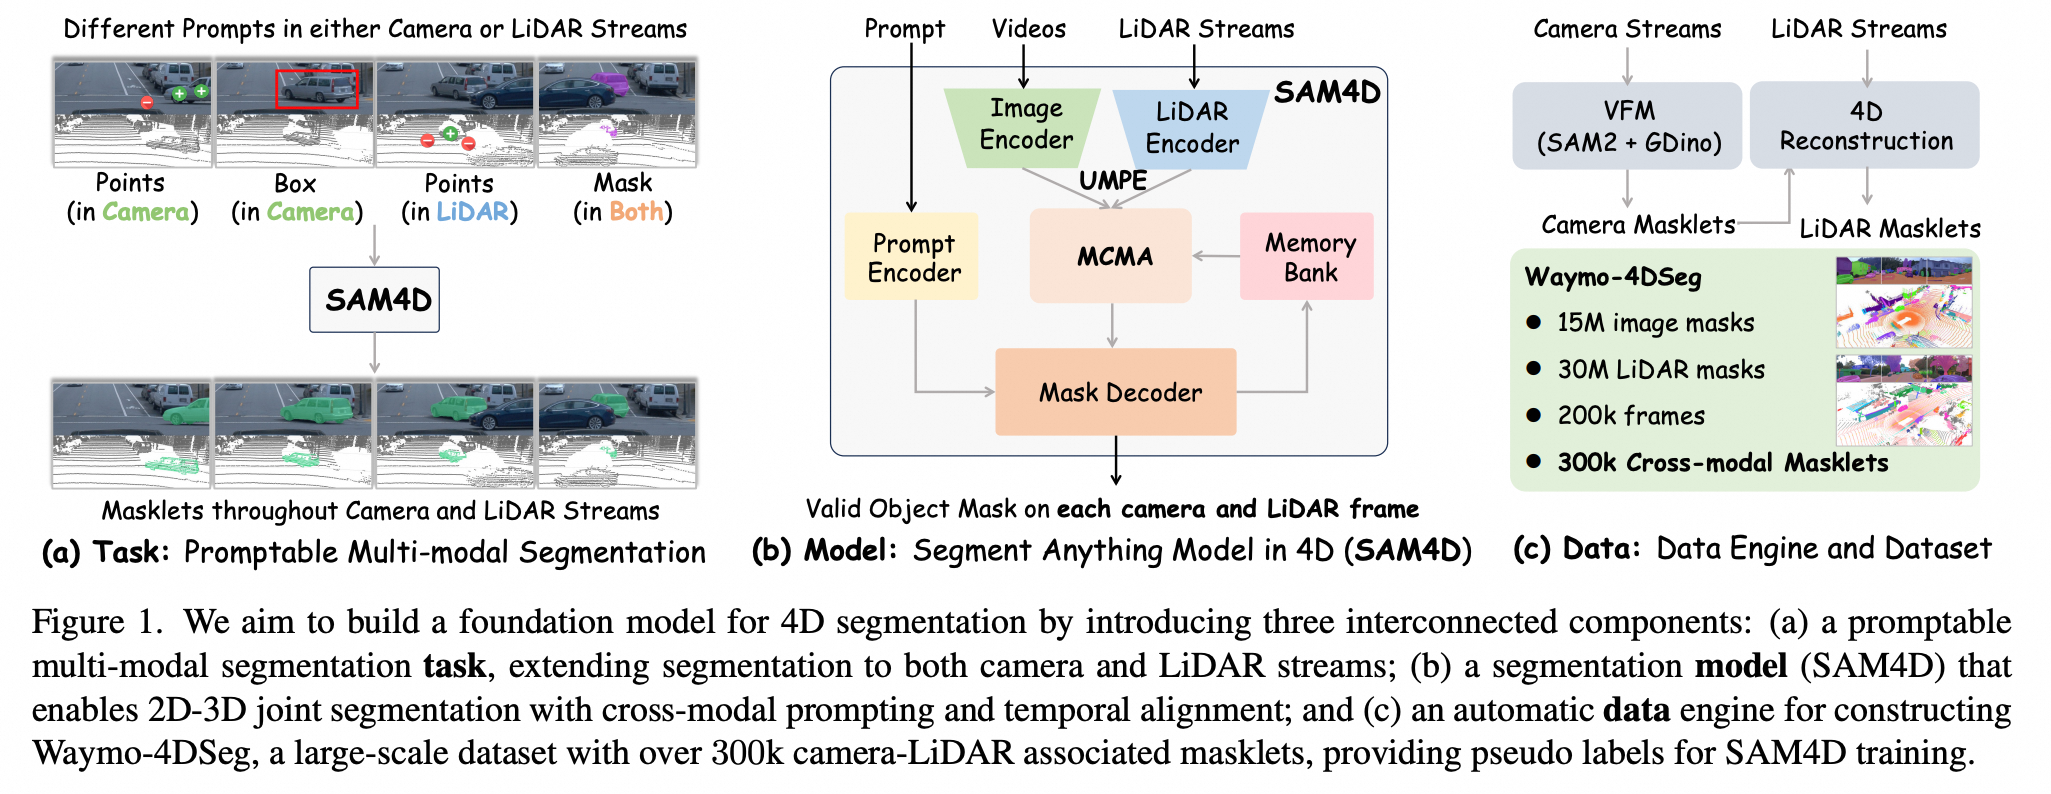 Different Prompts in either Camera or LiDAR Streams
Points
(in Camera)
Box
(in Camera)
Points
(in LiDAR)
Mask
(in Both)
SAM4D
Masklets throughout Camera and LiDAR Streams
(a) Task: Promptable Multi-modal Segmentation
Prompt
Videos
LiDAR Streams
SAM4D
Image
Encoder
LiDAR
Encoder
UMPE
Prompt
Encoder
MCMA
Memory
Bank
Mask Decoder
Valid Object Mask on each camera and LiDAR frame
(b) Model: Segment Anything Model in 4D (SAM4D)
Camera Streams
LiDAR Streams
VFM
(SAM2 + GDino)
4D
Reconstruction
Camera Masklets
LiDAR Masklets
Waymo-4DSeg
● 15M image masks
● 30M LiDAR masks
● 200k frames
● 300k Cross-modal Masklets
(c) Data: Data Engine and Dataset
Figure 1. We aim to build a foundation model for 4D segmentation by introducing three interconnected components: (a) a promptable
multi-modal segmentation task, extending segmentation to both camera and LiDAR streams; (b) a segmentation model (SAM4D) that
enables 2D-3D joint segmentation with cross-modal prompting and temporal alignment; and (c) an automatic data engine for constructing
Waymo-4DSeg, a large-scale dataset with over 300k camera-LiDAR associated masklets, providing pseudo labels for SAM4D training.